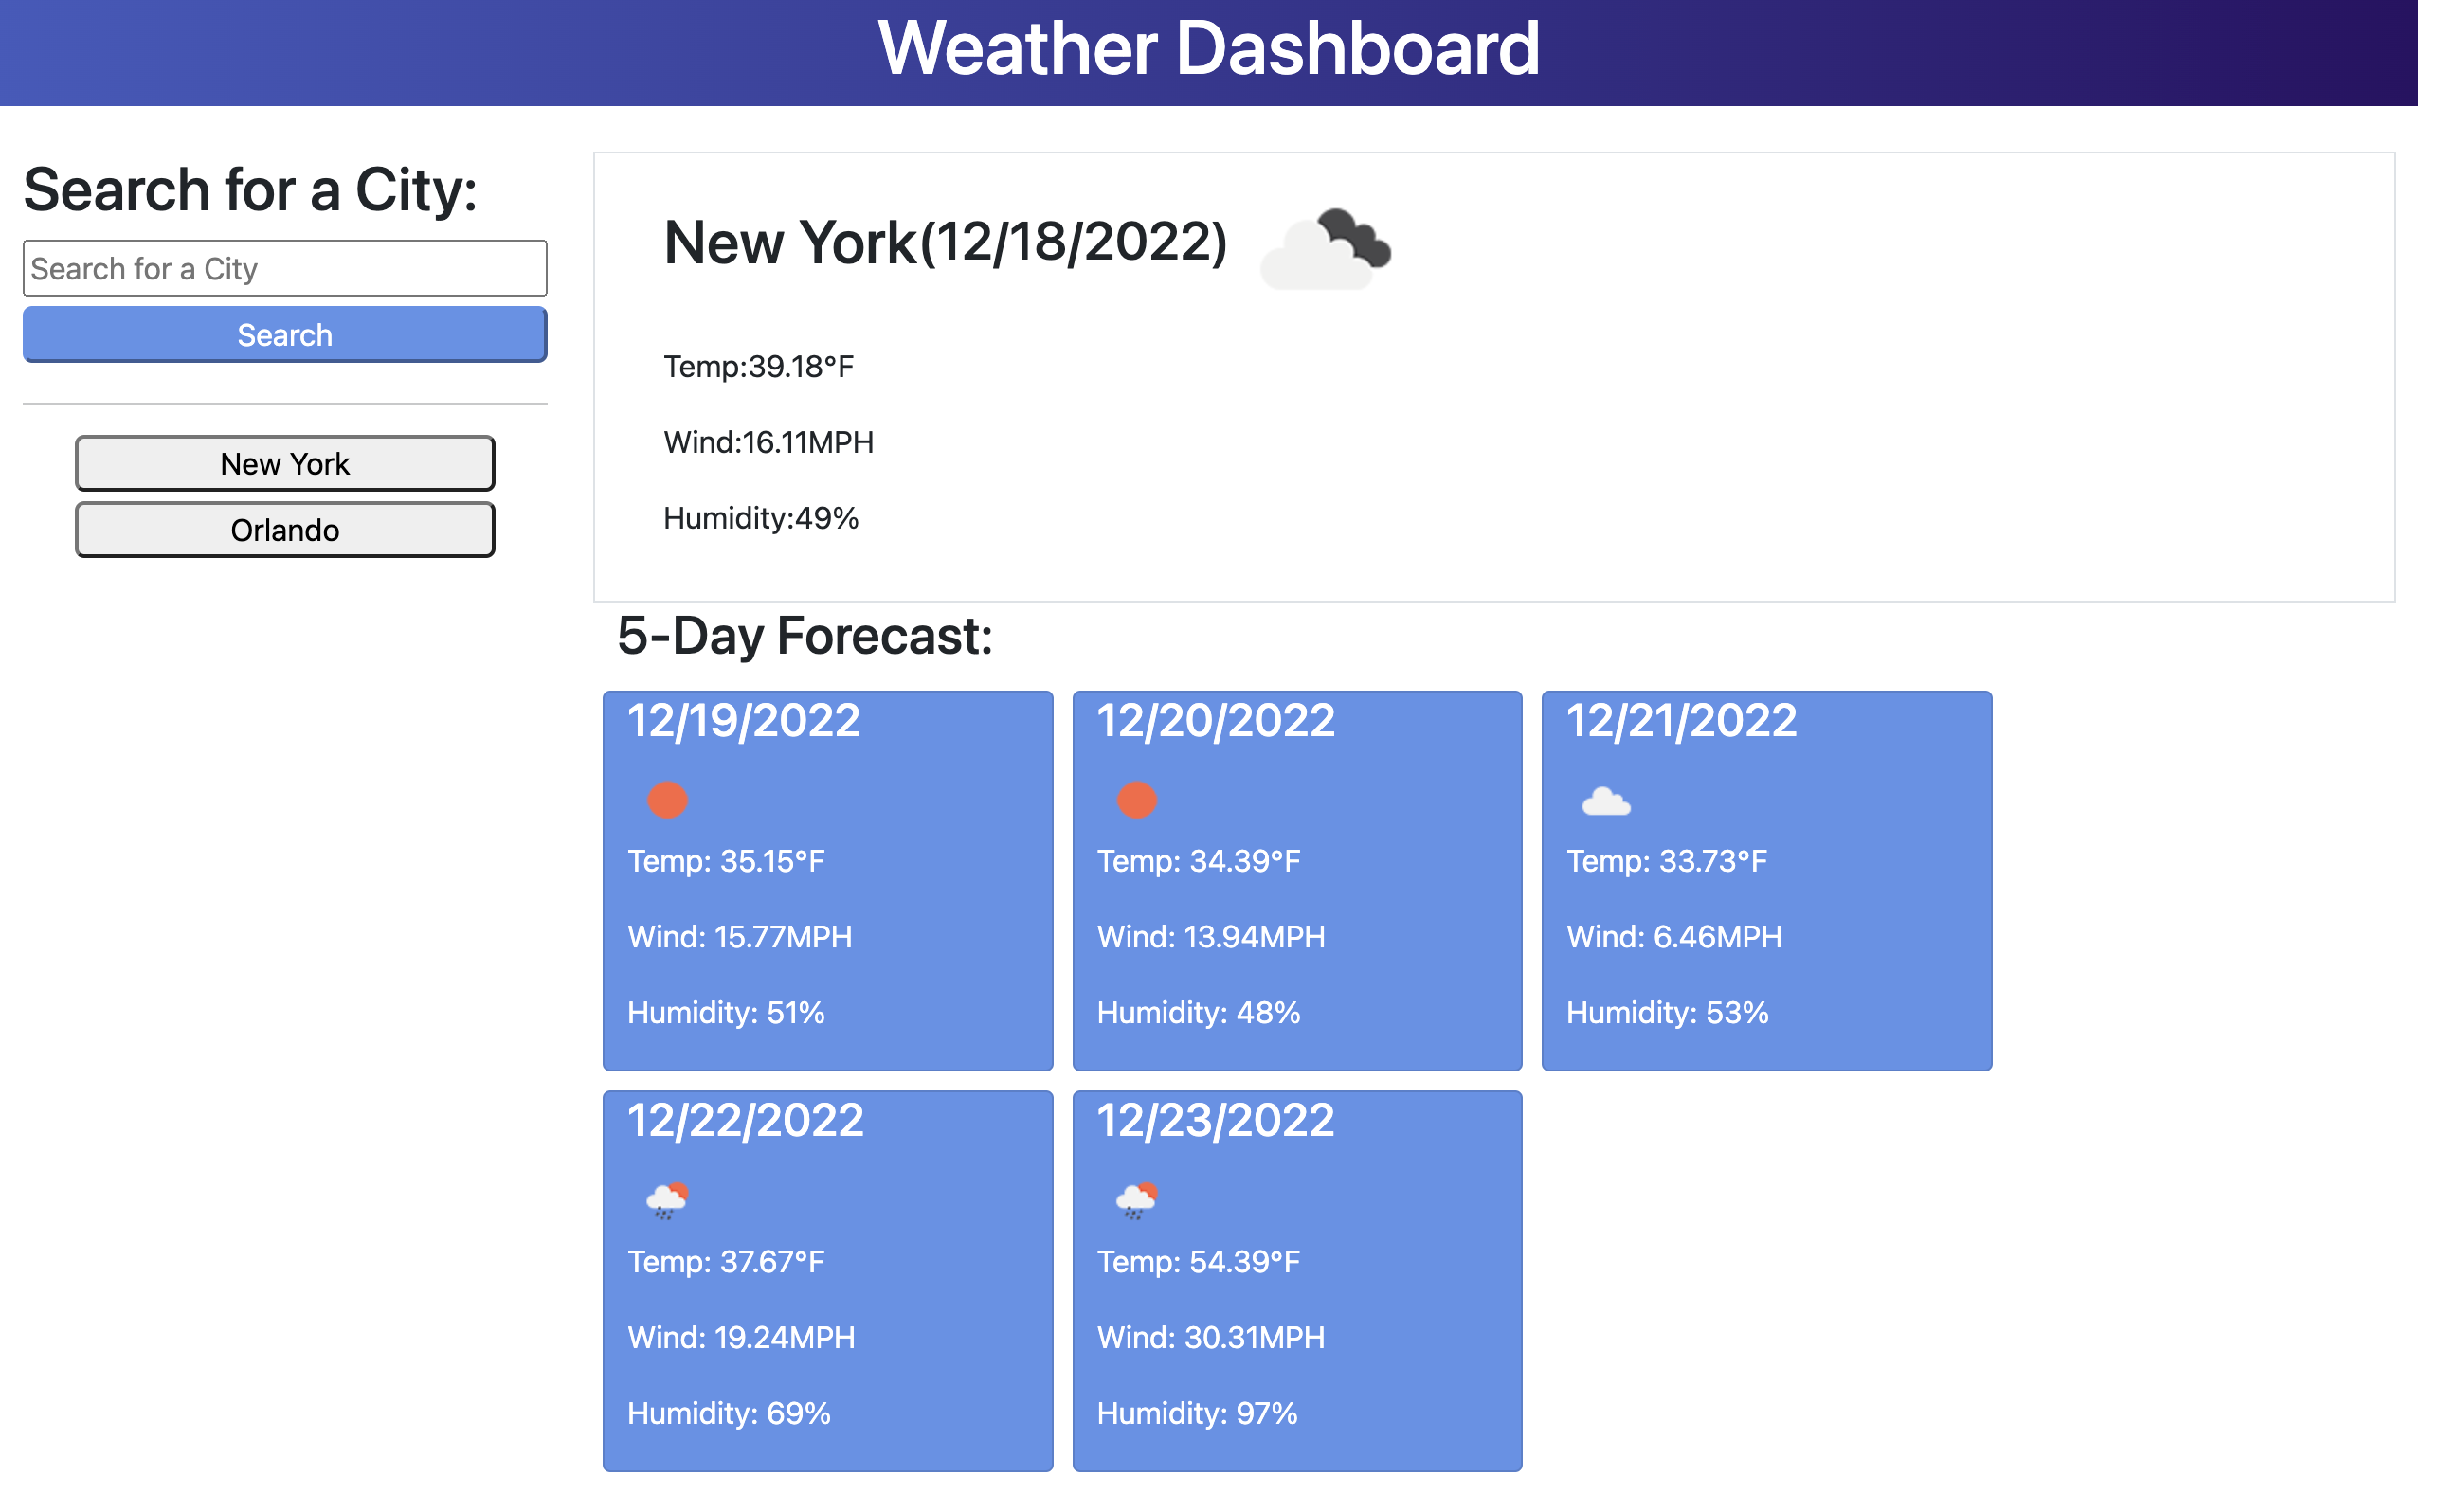 Weather Dashboard
Search for a City:
Search for a City
Search
New York
Orlando
New York(12/18/2022)
Temp:39.18°F
Wind:16.11MPH
Humidity:49%
5-Day Forecast:
12/19/2022
Temp: 35.15°F
Wind: 15.77MPH
Humidity: 51%
12/20/2022
Temp: 34.39°F
Wind: 13.94MPH
Humidity: 48%
12/21/2022
Temp: 33.73°F
Wind: 6.46MPH
Humidity: 53%
12/22/2022
Temp: 37.67°F
Wind: 19.24MPH
Humidity: 69%
12/23/2022
Temp: 54.39°F
Wind: 30.31MPH
Humidity: 97%